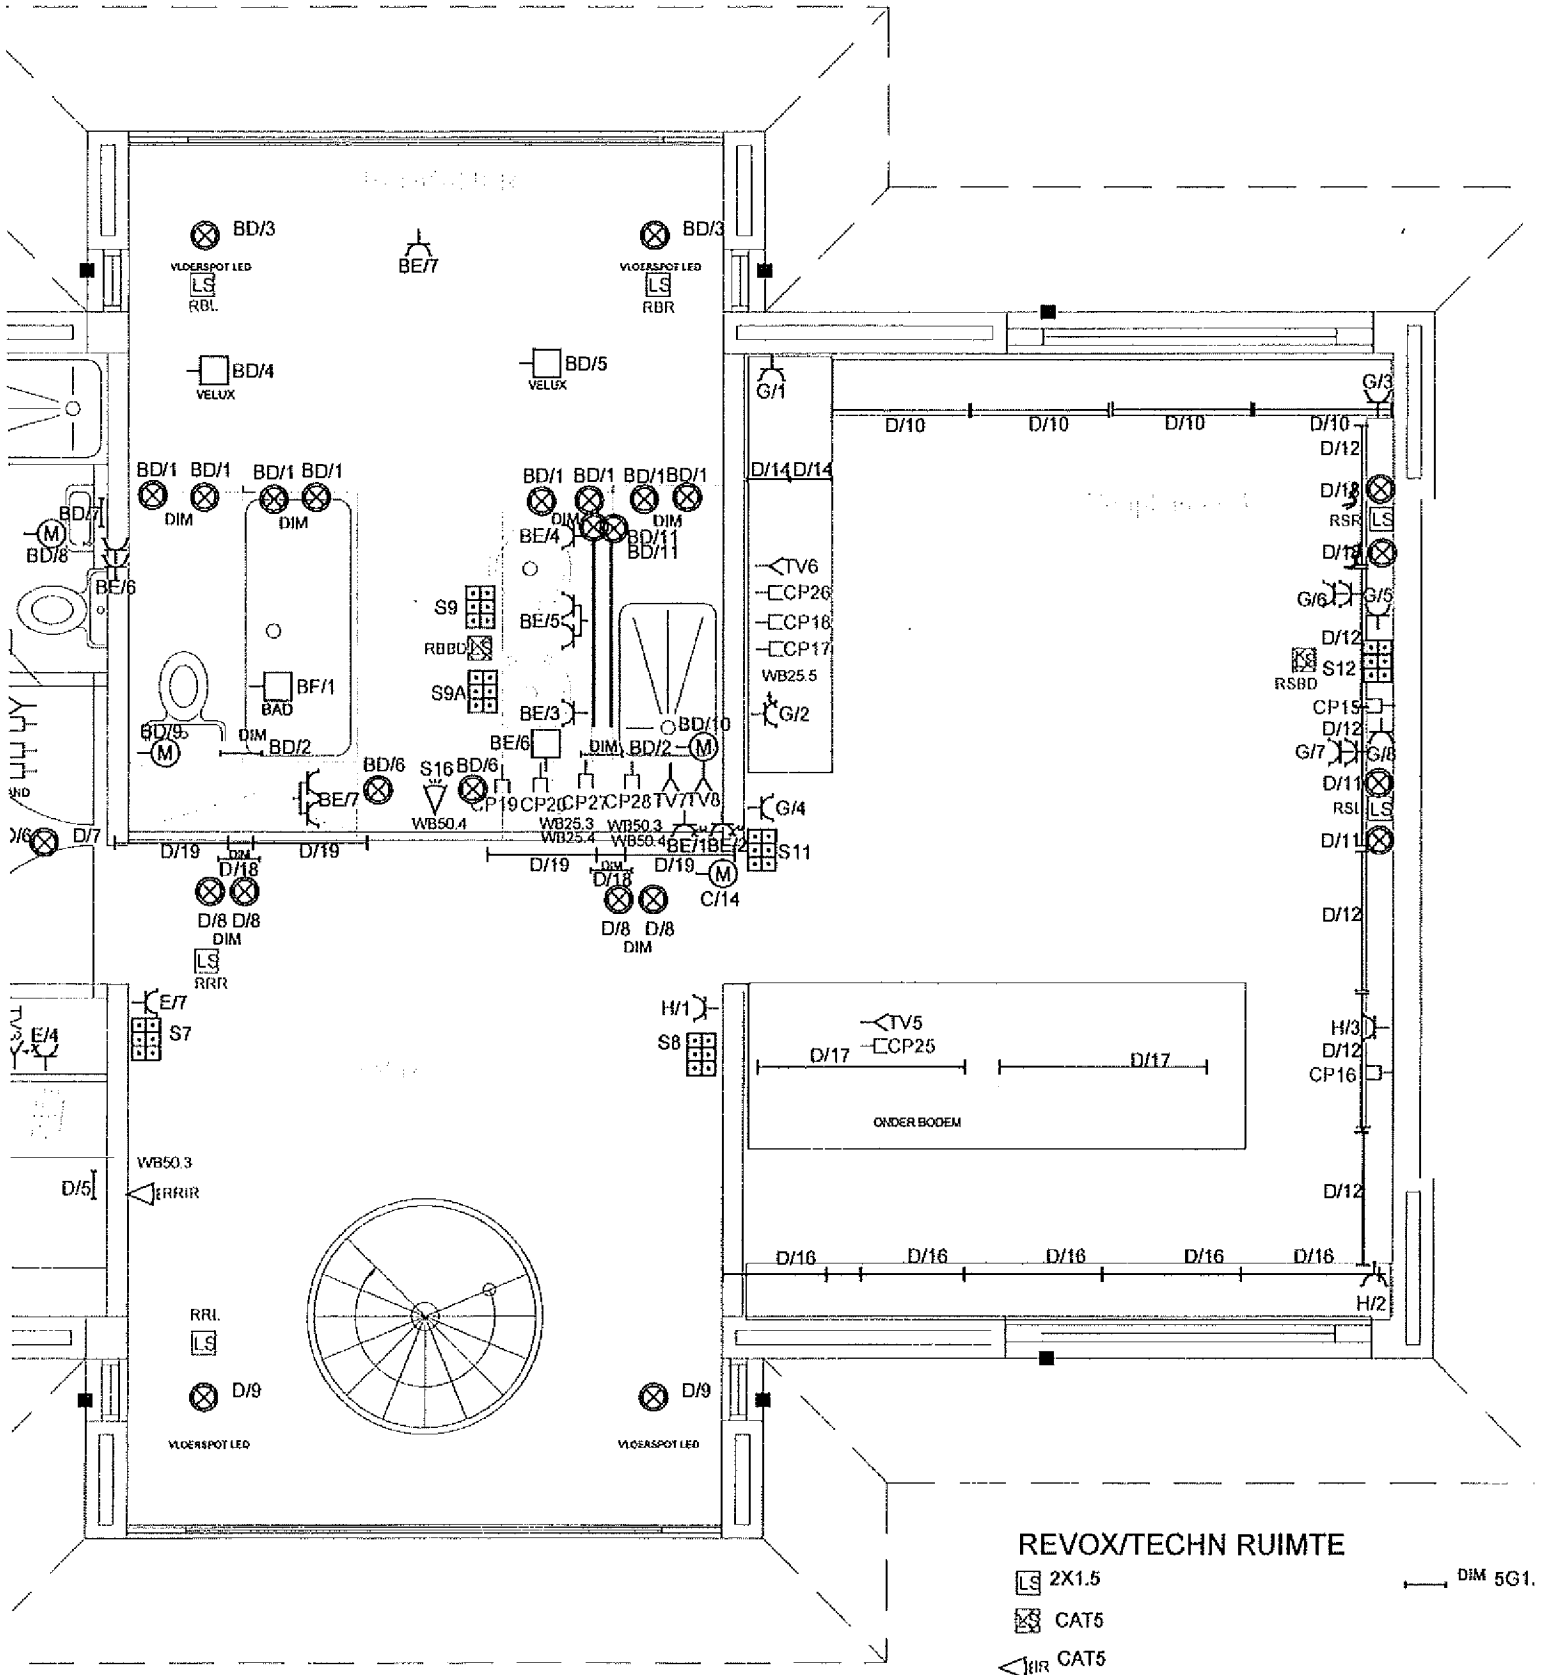 BD/3
BD/3
BE/7
VLOERSPOT LED
VLOERSPOT LED
LS
LS
RBL
RBR
BD/4
VELUX
BD/5
VELUX
G/1
G/3
D/10
D/10
D/10
D/10
D/12
BD/1
BD/1
BD/1
BD/1
BD/1
BD/1
BD/1
BD/1
D/14
D/14
DIM
DIM
DIM
DIM
RSR
LS
BD/7
M
BD/8
BE/4
BD/11
BD/11
BE/6
TV6
CP26
CP18
CP17
WB25.5
G/6
G/5
D/12
S9
BE/5
RBBD
S12
RSBD
S9A
BE/3
G/2
BF/1
BAD
CP15
D/12
BD/9
M
DIM
BD/2
BE/6
DIM
BD/2
BD/10
M
G/7
G/8
BE/7
BD/6
S16
BD/6
WB50.4
CP19
CP20
CP27
CP28
TV7
TV8
D/11
G/4
RSL
LS
WB25.3
WB50.3
WB25.4
WB50.4
D/7
D/19
DIM
D/19
D/18
D/19
DIM
D/19
D/18
BE/1
BE/2
S11
D/11
M
C/14
D/8
D/8
DIM
D/8
D/8
DIM
D/12
LS
RRR
E/7
S7
E/4
H/1
S8
TV5
CP25
D/17
D/17
H/3
D/12
CP16
ONDER BODEM
WB50.3
D/5
D/12
D/16
D/16
D/16
D/16
D/16
H/2
RRL
LS
D/9
D/9
VLOERSPOT LED
VLOERSPOT LED
REVOX/TECHN RUIMTE
LS 2X1.5
DIM 5G1.
CAT5
IR CAT5